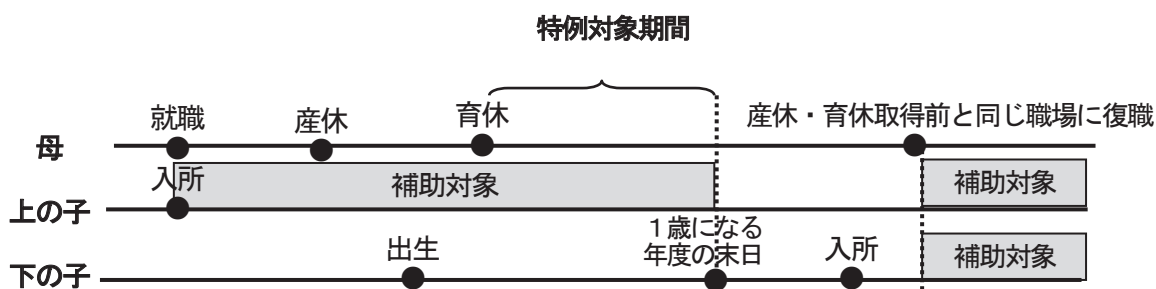 特例対象期間
就職
産休
育休
産休・育休取得前と同じ職場に復職
母
入所
補助対象
補助対象
上の子
出生
1歳になる
年度の末日
入所
補助対象
下の子